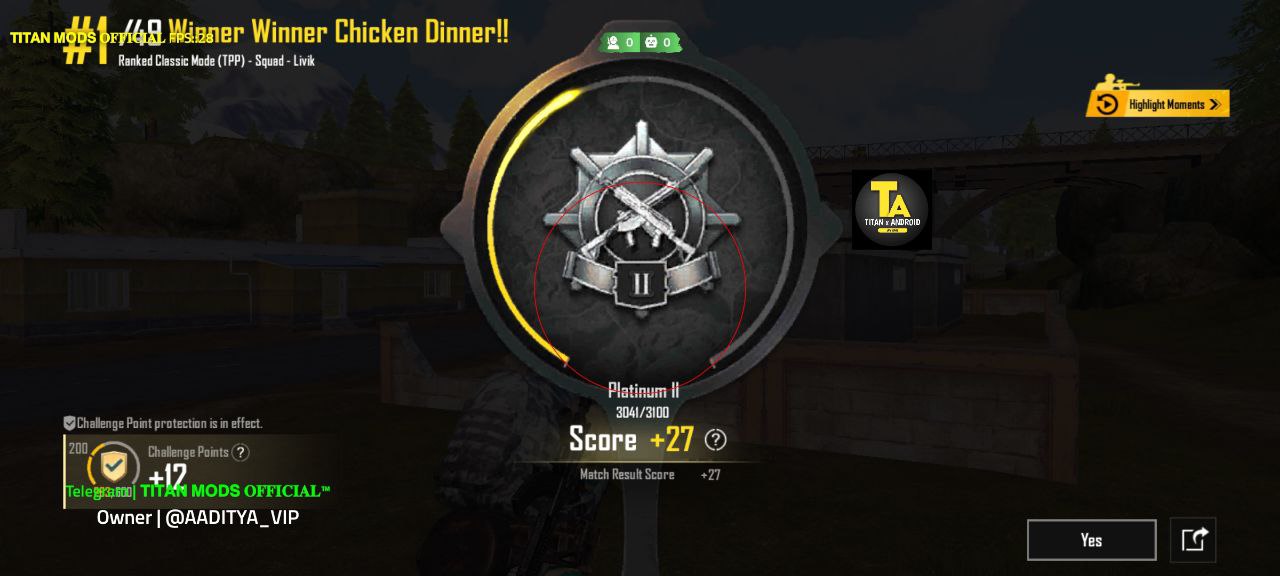 #1 /48 Winner Winner Chicken Dinner!!
TITAN MODS OFFICIAL FPS:28
Ranked Classic Mode (TPP) - Squad - Livik
0 0
Highlight Moments
TA
TITAN x ANDROID
II
Platinum II
3041/3100
Score +27 ?
Match Result Score +27
Challenge Point protection is in effect.
200
Challenge Points ?
+12
Telegram | TITAN MODS OFFICIAL™
Owner | @AADITYA_VIP
Yes